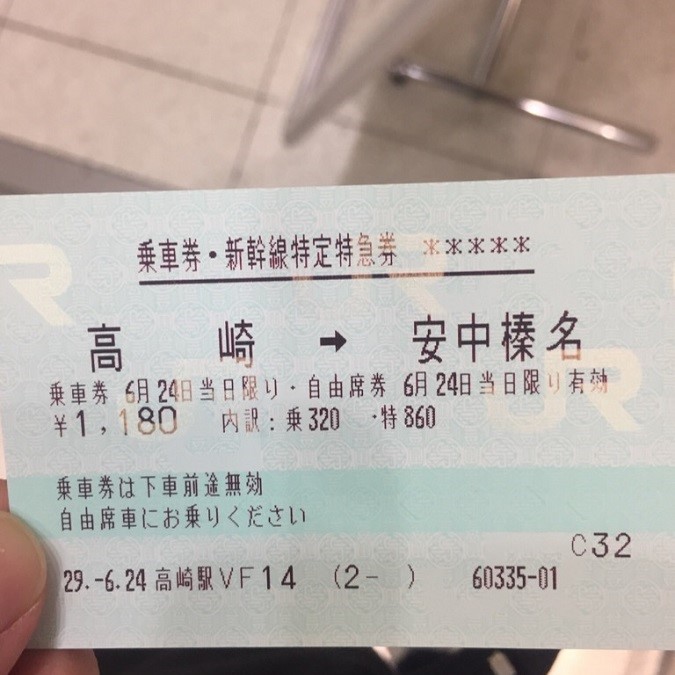 乗車券・新幹線特定特急券 ******
高崎 → 安中榛名
乗車券 6月24日当日限り・自由席券 6月24日当日限り有効
¥1,180 内訳:乗320 ・特860
乗車券は下車前途無効
自由席車にお乗りください
C32
29.-6.24 高崎駅VF14 (2- ) 60335-01